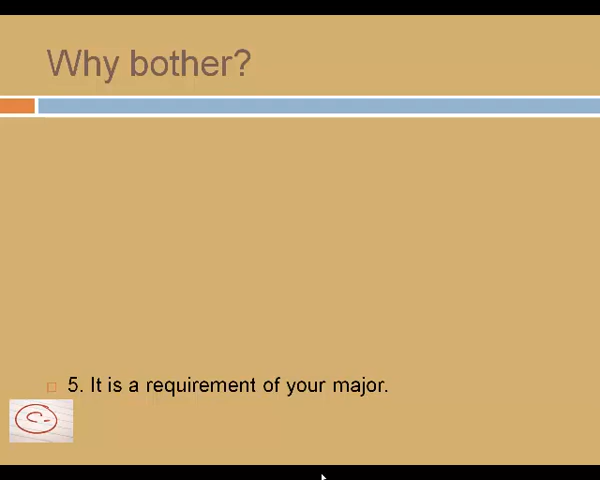 Why bother?
5. It is a requirement of your major.
C-